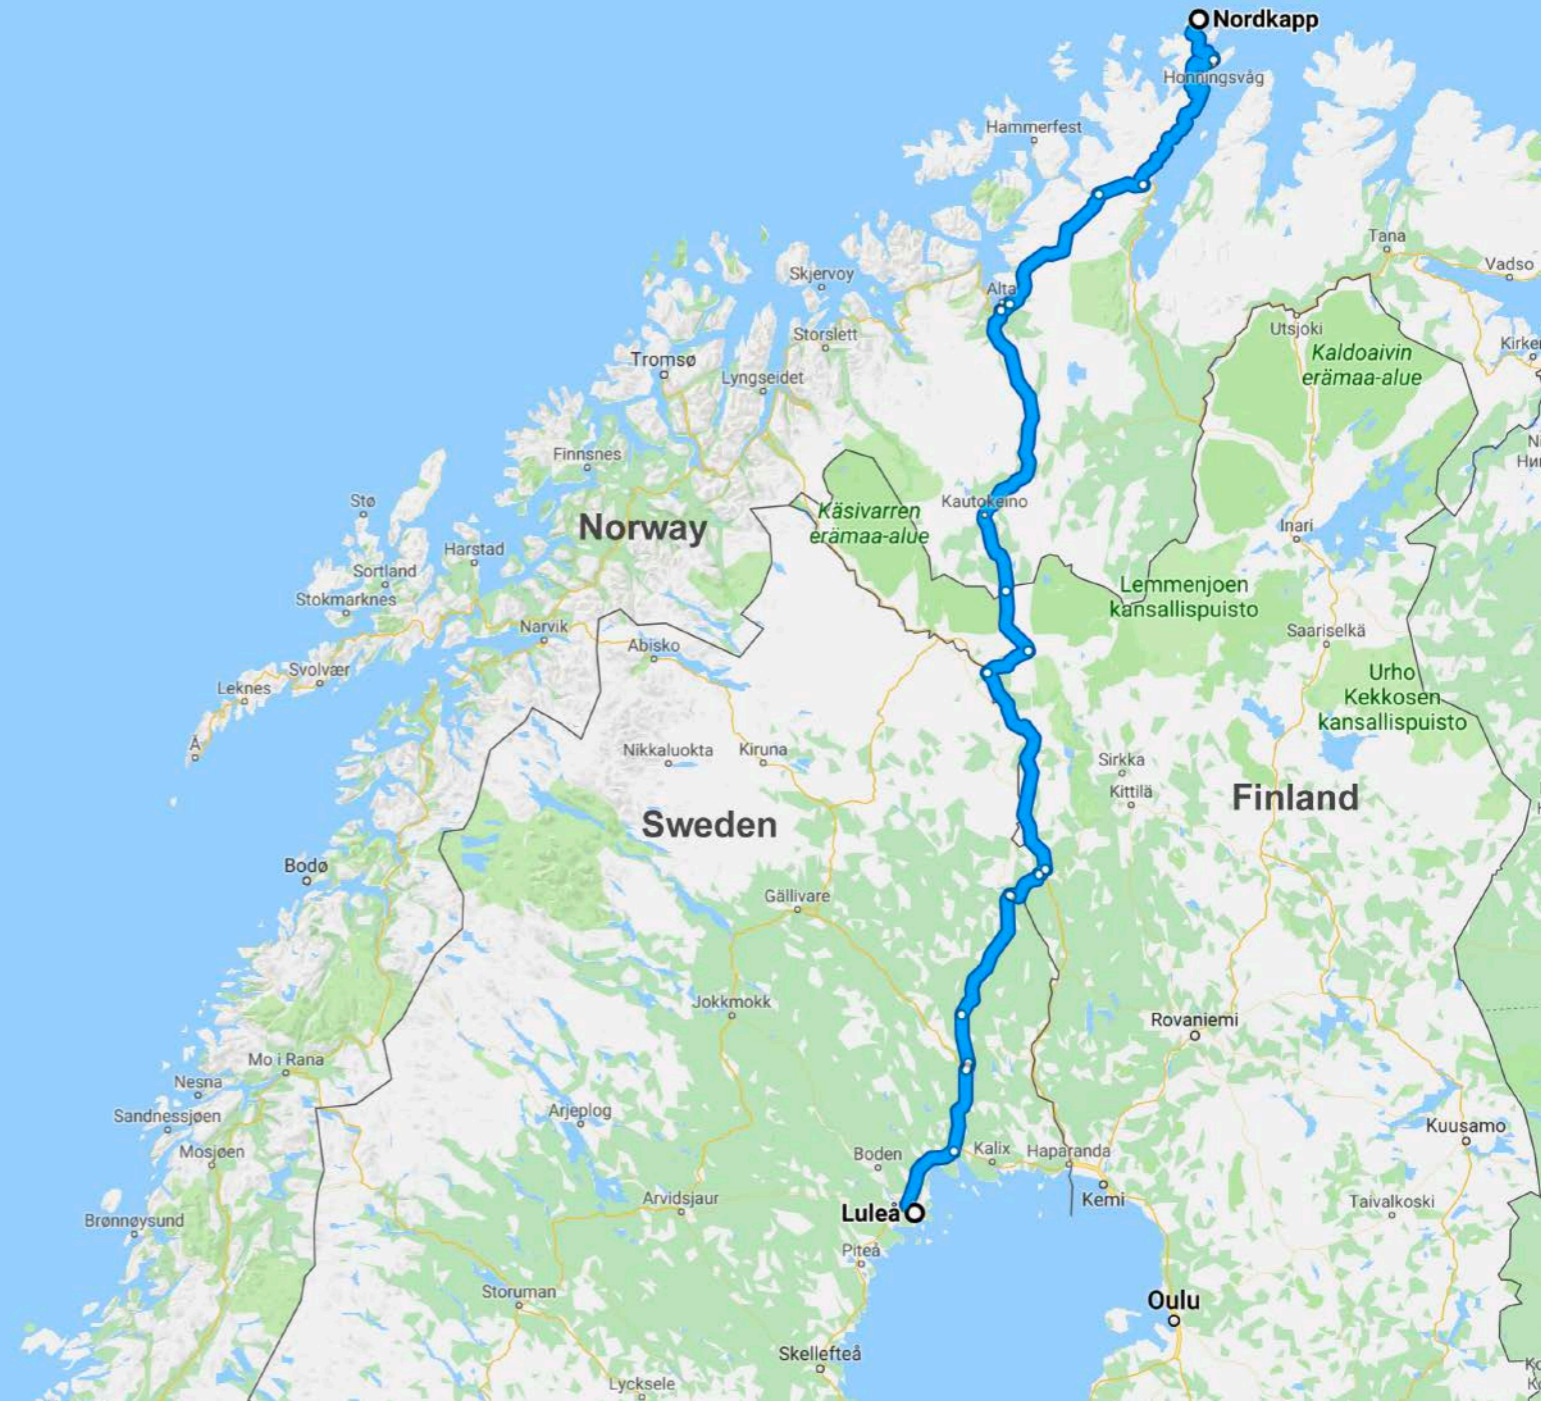 Nordkapp
Honningsvåg
Hammerfest
Tana
Vadso
Skjervoy
Alta
Storslett
Utsjoki
Kaldoaivin
erämaa-alue
Kirke
Tromsø
Lyngseidet
Finnsnes
Stø
Kautokeino
Käsivarren
erämaa-alue
Norway
Inari
Harstad
Sortland
Stokmarknes
Lemmenjoen
kansallispuisto
Narvik
Abisko
Saariselkä
Svolvær
Leknes
Urho
Kekkosen
kansallispuisto
Å
Nikkaluokta
Kiruna
Sirkka
Kittilä
Finland
Sweden
Bodø
Gällivare
Jokkmokk
Rovaniemi
Mo i Rana
Nesna
Sandnessjøen
Arjeplog
Kuusamo
Mosjøen
Boden
Kalix
Haparanda
Kemi
Arvidsjaur
Taivalkoski
Luleå
Brønnøysund
Piteå
Storuman
Oulu
Skellefteå
Lycksele